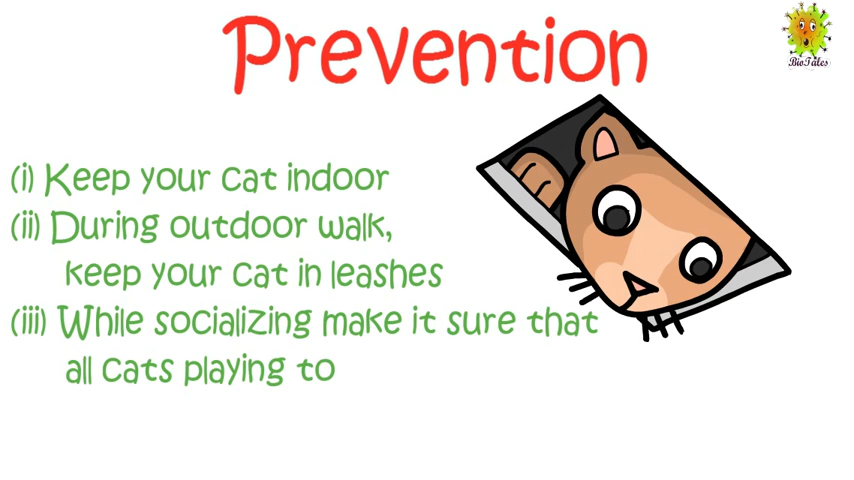 Prevention
BioTales
(i) Keep your cat indoor
(ii) During outdoor walk,
keep your cat in leashes
(iii) While socializing make it sure that
all cats playing to